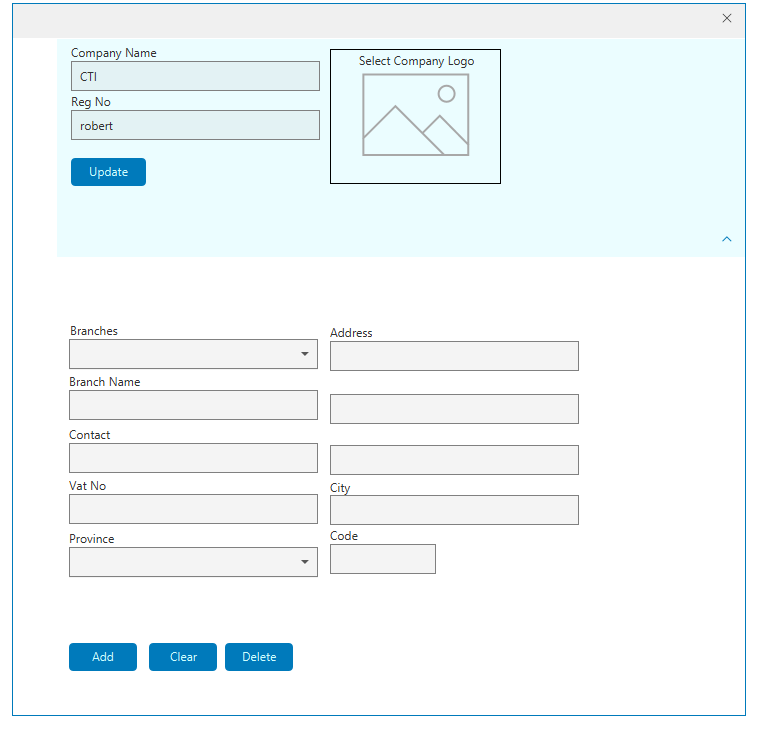 Company Name
CTI
Reg No
robert
Update
Select Company Logo
Branches
Address
Branch Name
Contact
Vat No
City
Province
Code
Add
Clear
Delete